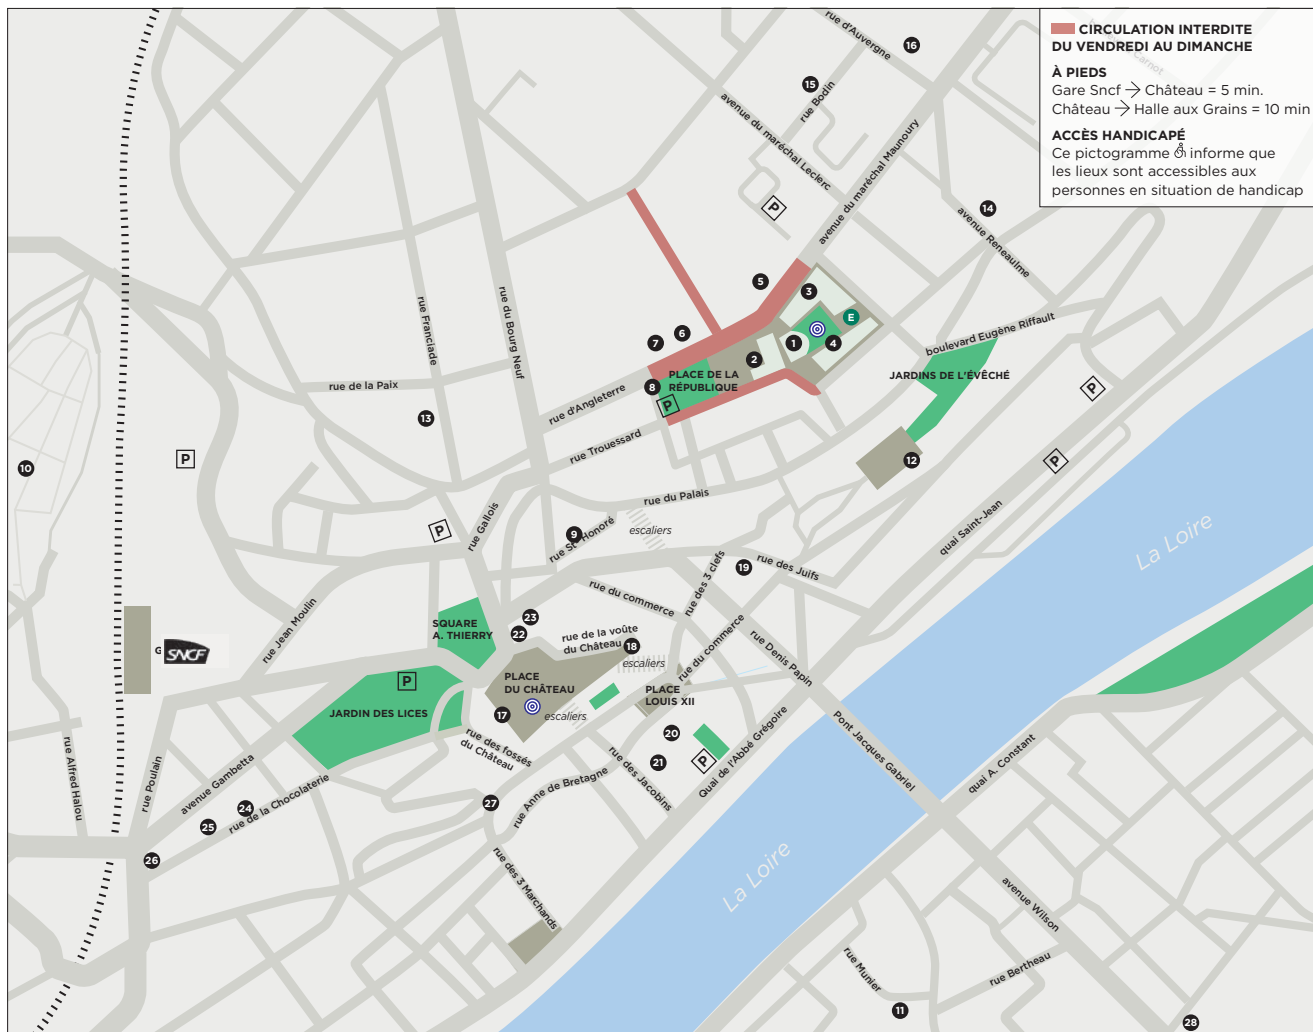 CIRCULATION INTERDITE
DU VENDREDI AU DIMANCHE
À PIEDS
Gare Sncf → Château = 5 min.
Château → Halle aux Grains = 10 min
ACCÈS HANDICAPÉ
Ce pictogramme informe que
les lieux sont accessibles aux
personnes en situation de handicap
Carnot
rue d'Auvergne
16
15
rue Bodin
avenue du maréchal Leclerc
avenue du maréchal Maunoury
P
14
avenue Reneaulme
5
3
E
6
7
1
4
2
boulevard Eugène Riffault
rue Franciade
rue du Bourg Neuf
PLACE DE LA
RÉPUBLIQUE
8
P
JARDINS DE L'ÉVÊCHÉ
P
rue de la Paix
rue d'Angleterre
13
rue Trouessard
10
P
12
P
rue du Palais
rue Gallois
P
9
rue St Honoré
escaliers
quai Saint-Jean
La Loire
19
rue des Juifs
rue des 3 clefs
rue du commerce
rue Jean Moulin
SQUARE
A. THIERRY
23
22
rue de la voûte
du Château
18
escaliers
rue du commerce
rue Denis Papin
G
SNCF
P
PLACE
DU CHÂTEAU
PLACE
LOUIS XII
JARDIN DES LICES
17
escaliers
rue des fossés
du Château
20
21
P
rue des Jacobins
Quai de l'Abbé Grégoire
Pont Jacques Gabriel
quai A. Constant
rue Alfred Halou
rue Poulain
avenue Gambetta
24
25
rue de la Chocolaterie
26
27
rue Anne de Bretagne
rue des 3 Marchands
La Loire
avenue Wilson
rue Munier
rue Bertheau
11
28